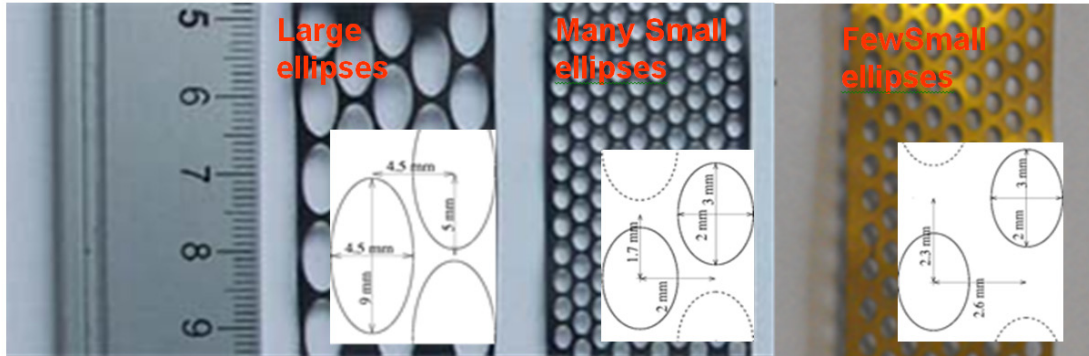 5
6
7
8
9
Large
ellipses
4.5 mm
5 mm
4.5 mm
9 mm
Many Small
ellipses
3 mm
2 mm
1.7 mm
2 mm
FewSmall
ellipses
3 mm
2 mm
2.3 mm
2.6 mm